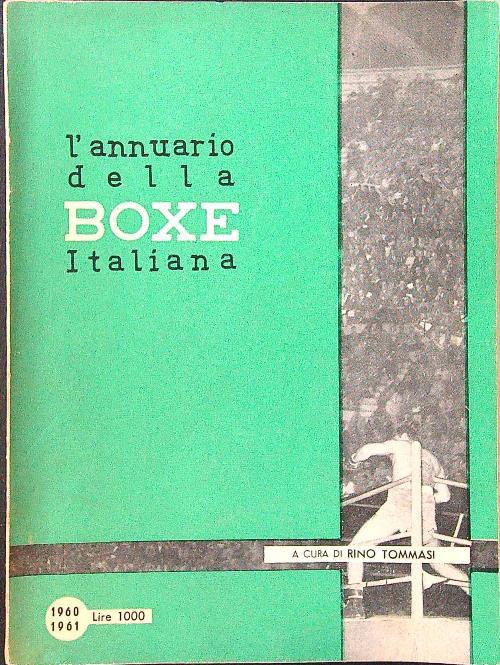 l'annuario
della
BOXE
Italiana
A CURA DI RINO TOMMASI
1960
1961
Lire 1000